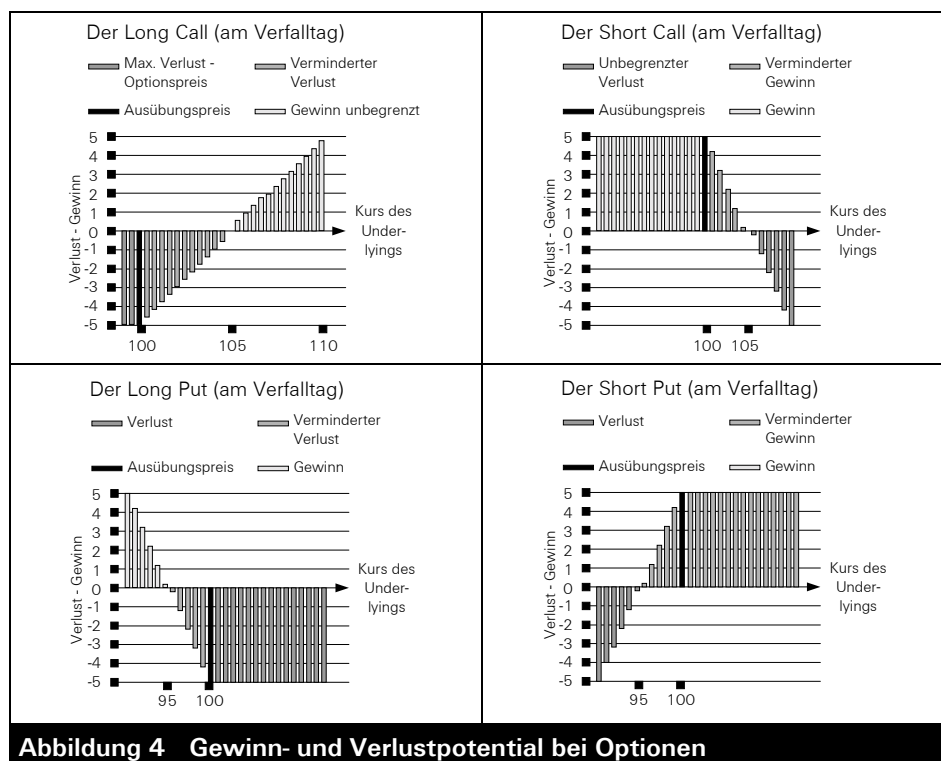 Der Long Call (am Verfalltag)
Max. Verlust -
Optionspreis
Verminderter
Verlust
Ausübungspreis
Gewinn unbegrenzt
5
4
3
2
1
0
-1
-2
-3
-4
-5
Verlust - Gewinn
Kurs des
Under-
lyings
100
105
110
Der Short Call (am Verfalltag)
Unbegrenzter
Verlust
Verminderter
Gewinn
Ausübungspreis
Gewinn
5
4
3
2
1
0
-1
-2
-3
-4
-5
Verlust - Gewinn
Kurs des
Under-
lyings
100
105
Der Long Put (am Verfalltag)
Verlust
Verminderter
Verlust
Ausübungspreis
Gewinn
5
4
3
2
1
0
-1
-2
-3
-4
-5
Verlust - Gewinn
Kurs des
Under-
lyings
95
100
Der Short Put (am Verfalltag)
Verlust
Verminderter
Gewinn
Ausübungspreis
Gewinn
5
4
3
2
1
0
-1
-2
-3
-4
-5
Verlust - Gewinn
Kurs des
Under-
lyings
95
100
Abbildung 4 Gewinn- und Verlustpotential bei Optionen